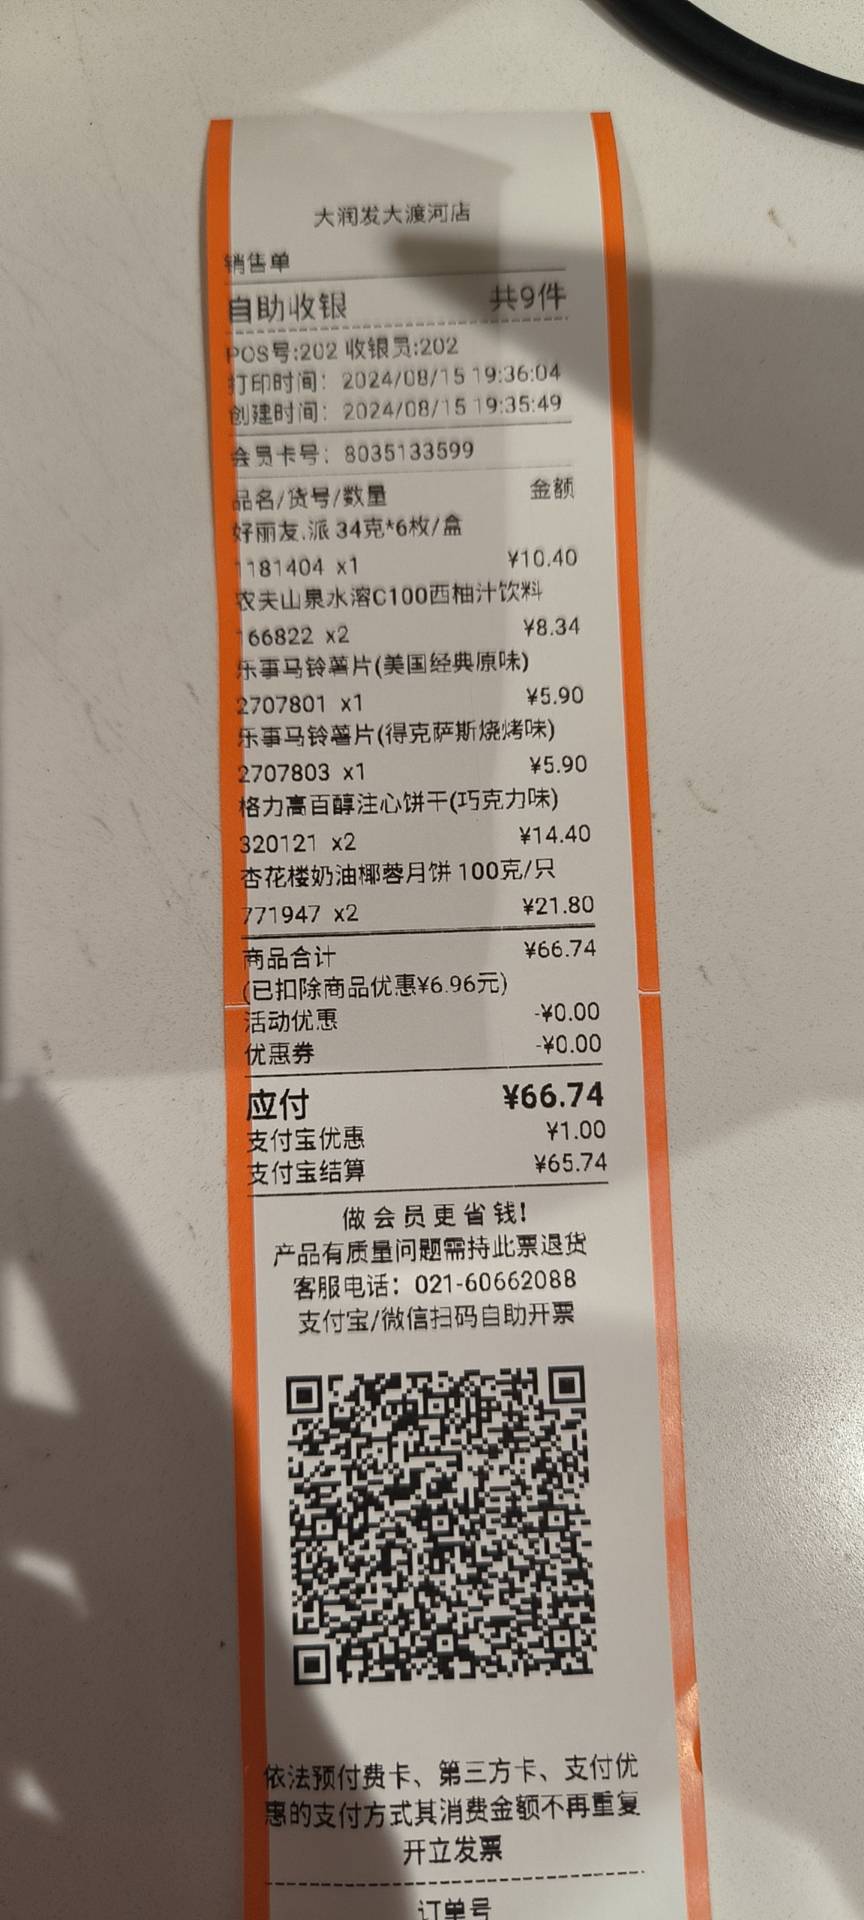 大润发大渡河店
销售单
自助收银 共9件
POS号:202 收银员:202
打印时间: 2024/08/15 19:36:04
创建时间: 2024/08/15 19:35:49
会员卡号: 8035133599
品名/货号/数量 金额
好丽友.派 34克*6枚/盒
1181404 x1 ¥10.40
农夫山泉水溶C100西柚汁饮料
166822 x2 ¥8.34
乐事马铃薯片(美国经典原味)
2707801 x1 ¥5.90
乐事马铃薯片(得克萨斯烧烤味)
2707803 x1 ¥5.90
格力高百醇注心饼干(巧克力味)
320121 x2 ¥14.40
杏花楼奶油椰蓉月饼 100克/只
771947 x2 ¥21.80
商品合计 ¥66.74
(已扣除商品优惠¥6.96元)
活动优惠 -¥0.00
优惠券 -¥0.00
应付 ¥66.74
支付宝优惠 ¥1.00
支付宝结算 ¥65.74
做会员更省钱!
产品有质量问题需持此票退货
客服电话: 021-60662088
支付宝/微信扫码自助开票
依法预付费卡、第三方卡、支付优
惠的支付方式其消费金额不再重复
开立发票
订单号